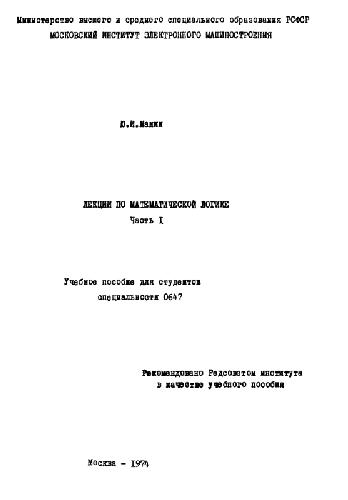 Министерство высшего и среднего специального образования РСФСР
МОСКОВСКИЙ ИНСТИТУТ ЭЛЕКТРОННОГО МАШИНОСТРОЕНИЯ
Ю.И.Манин
ЛЕКЦИИ ПО МАТЕМАТИЧЕСКОЙ ЛОГИКЕ
Часть I
Учебное пособие для студентов
специальности 0647
Рекомендовано Редсоветом института
в качестве учебного пособия
Москва - 1974